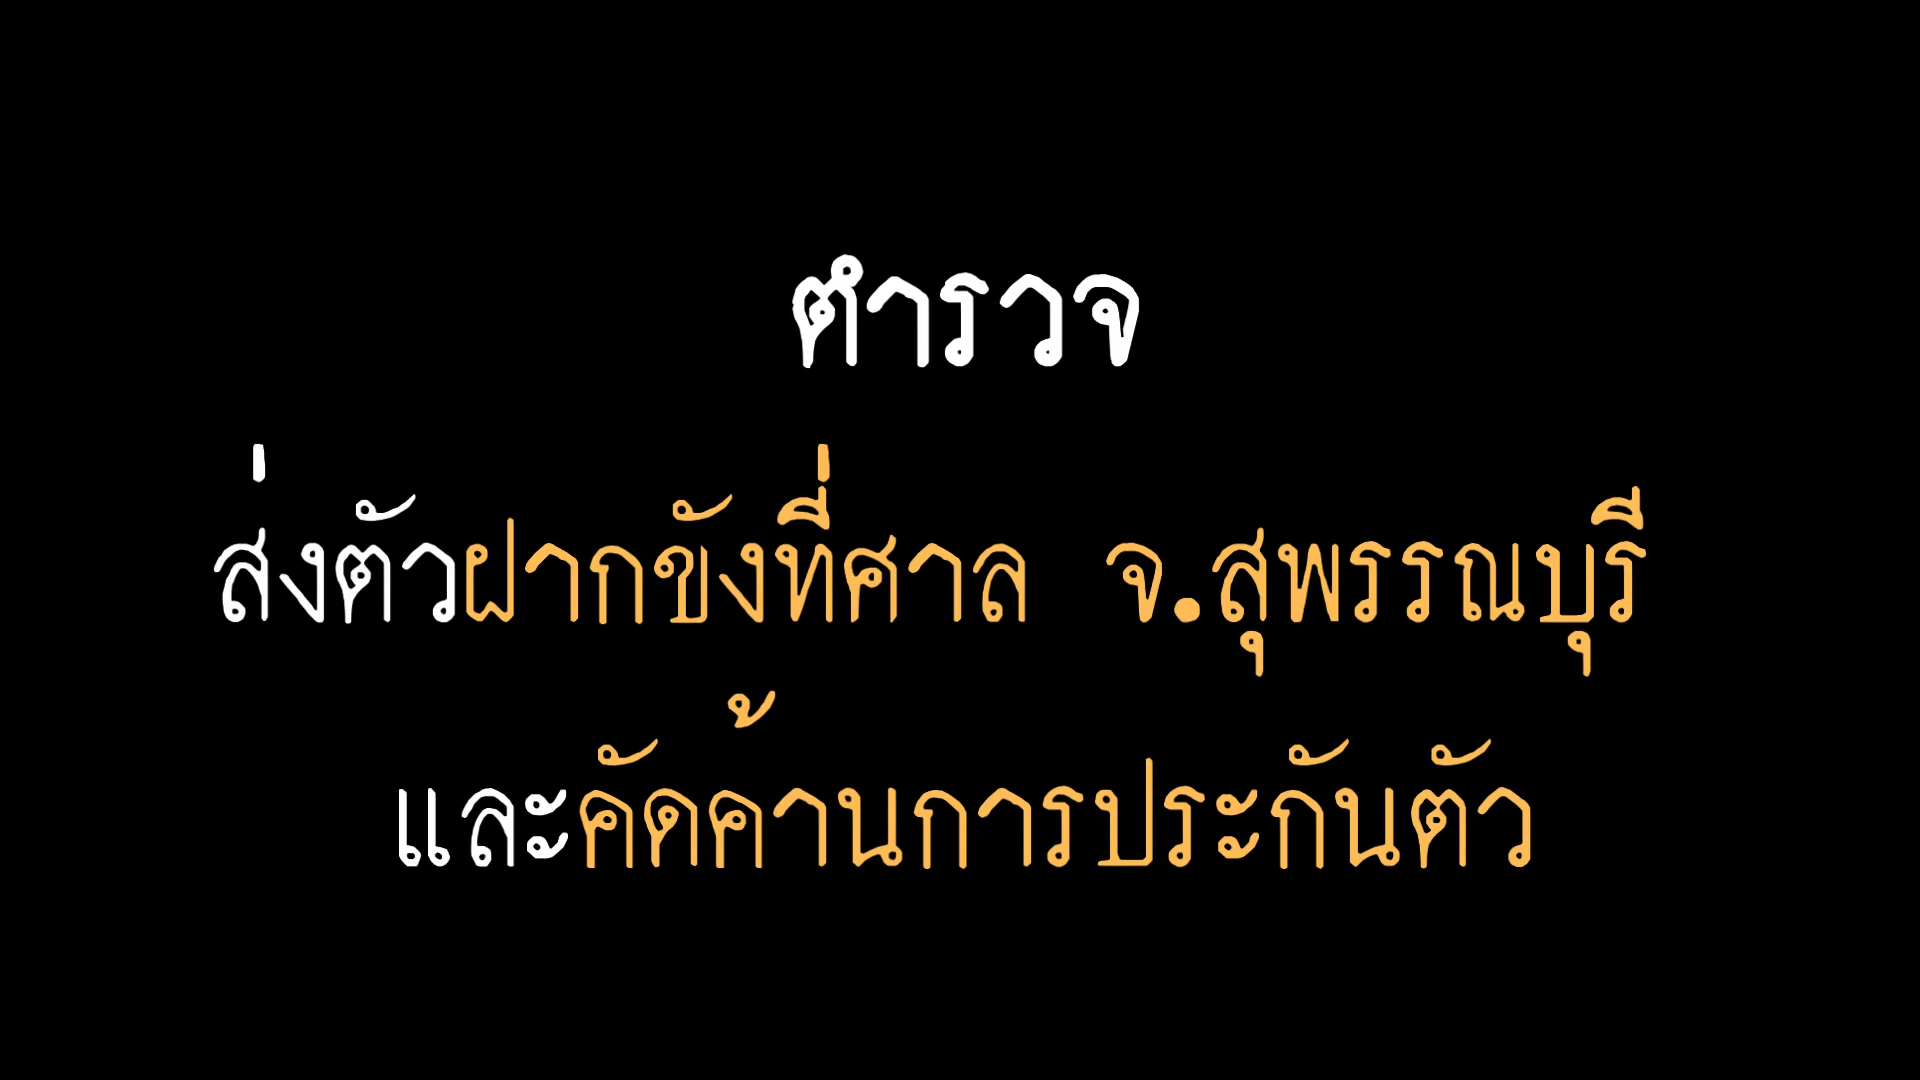 ตำรวจ
ส่งตัวฝากขังที่ศาล จ.สุพรรณบุรี
และคัดค้านการประกันตัว